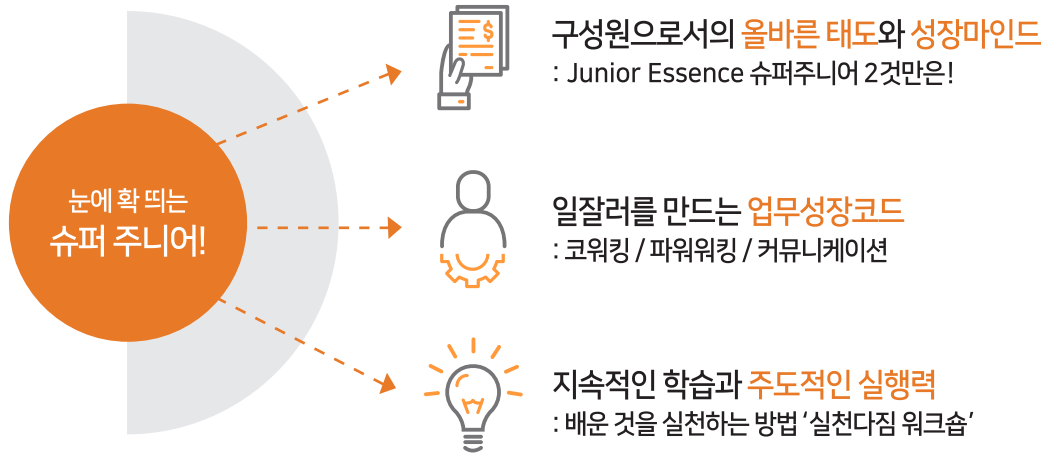 눈에 확 띄는
슈퍼 주니어!
$
구성원으로서의 올바른 태도와 성장마인드
: Junior Essence 슈퍼주니어 2것만은!
일잘러를 만드는 업무성장코드
: 코워킹 / 파워워킹 / 커뮤니케이션
지속적인 학습과 주도적인 실행력
: 배운 것을 실천하는 방법 ‘실천다짐 워크숍’